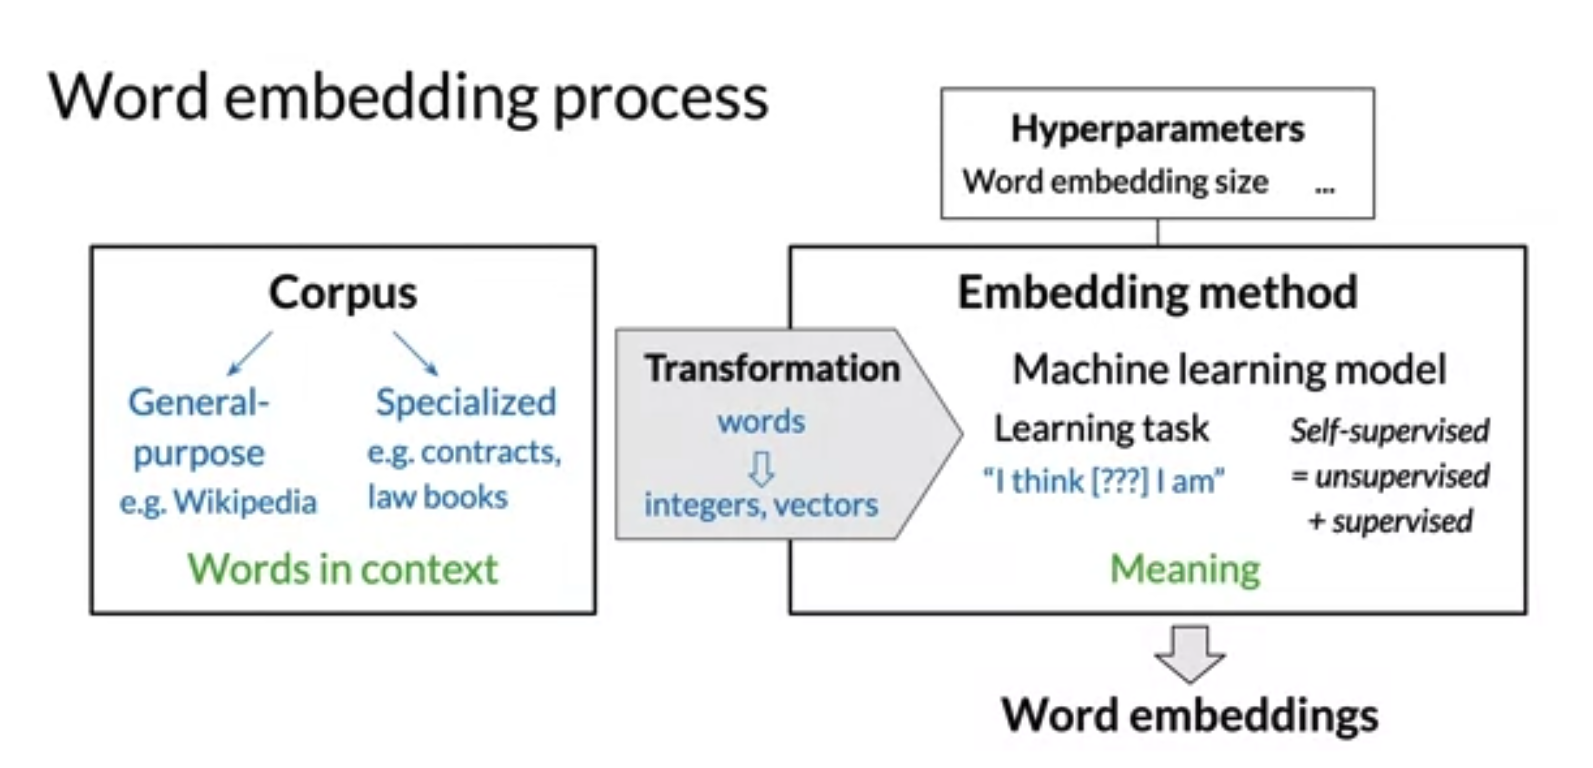 Word embedding process
Hyperparameters
Word embedding size ...
Corpus
General-
purpose
e.g. Wikipedia
Specialized
e.g. contracts,
law books
Words in context
Transformation
words
integers, vectors
Embedding method
Machine learning model
Learning task
“I think [???] I am”
Self-supervised
= unsupervised
+ supervised
Meaning
Word embeddings